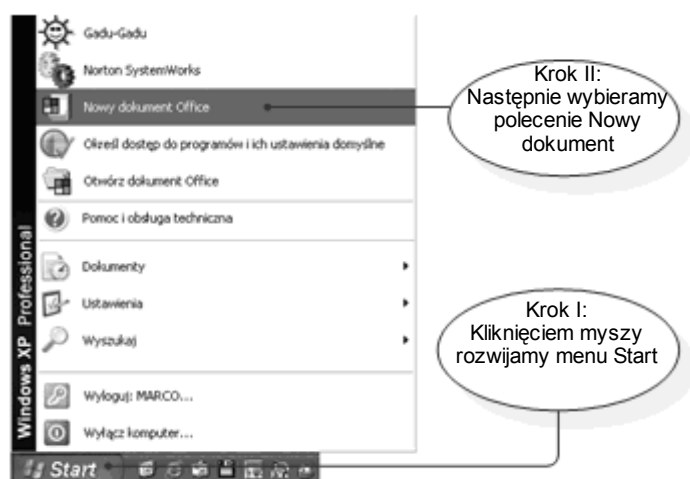 Gadu-Gadu
Norton SystemWorks
Nowy dokument Office
Określ dostęp do programów i ich ustawienia domyślne
Otwórz dokument Office
Pomoc i obsługa techniczna
Dokumenty
Ustawienia
Wyszukaj
Wyloguj: MARCO...
Wyłącz komputer...
Windows XP Professional
Start
Krok II:
Następnie wybieramy
polecenie Nowy
dokument
Krok I:
Kliknięciem myszy
rozwijamy menu Start